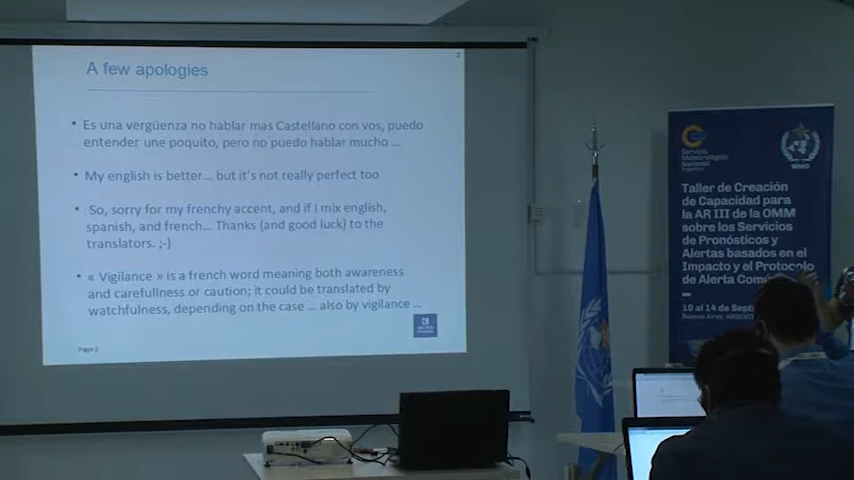 2
A few apologies
• Es una vergüenza no hablar mas Castellano con vos, puedo
entender une poquito, pero no puedo hablar mucho ...
• My english is better... but it's not really perfect too
• So, sorry for my frenchy accent, and if I mix english,
spanish, and french... Thanks (and good luck) to the
translators. ;-)
• « Vigilance » is a french word meaning both awareness
and carefullness or caution; it could be translated by
watchfulness, depending on the case ... also by vigilance ...
Page 2
Servicio
Meteorológico
Nacional
WMO
Taller de Creación
de Capacidad para
la AR III de la OMM
sobre los Servicios
de Pronósticos y
Alertas basados en el
Impacto y el Protocolo
de Alerta
10 al 14 de
Buenos Aires,